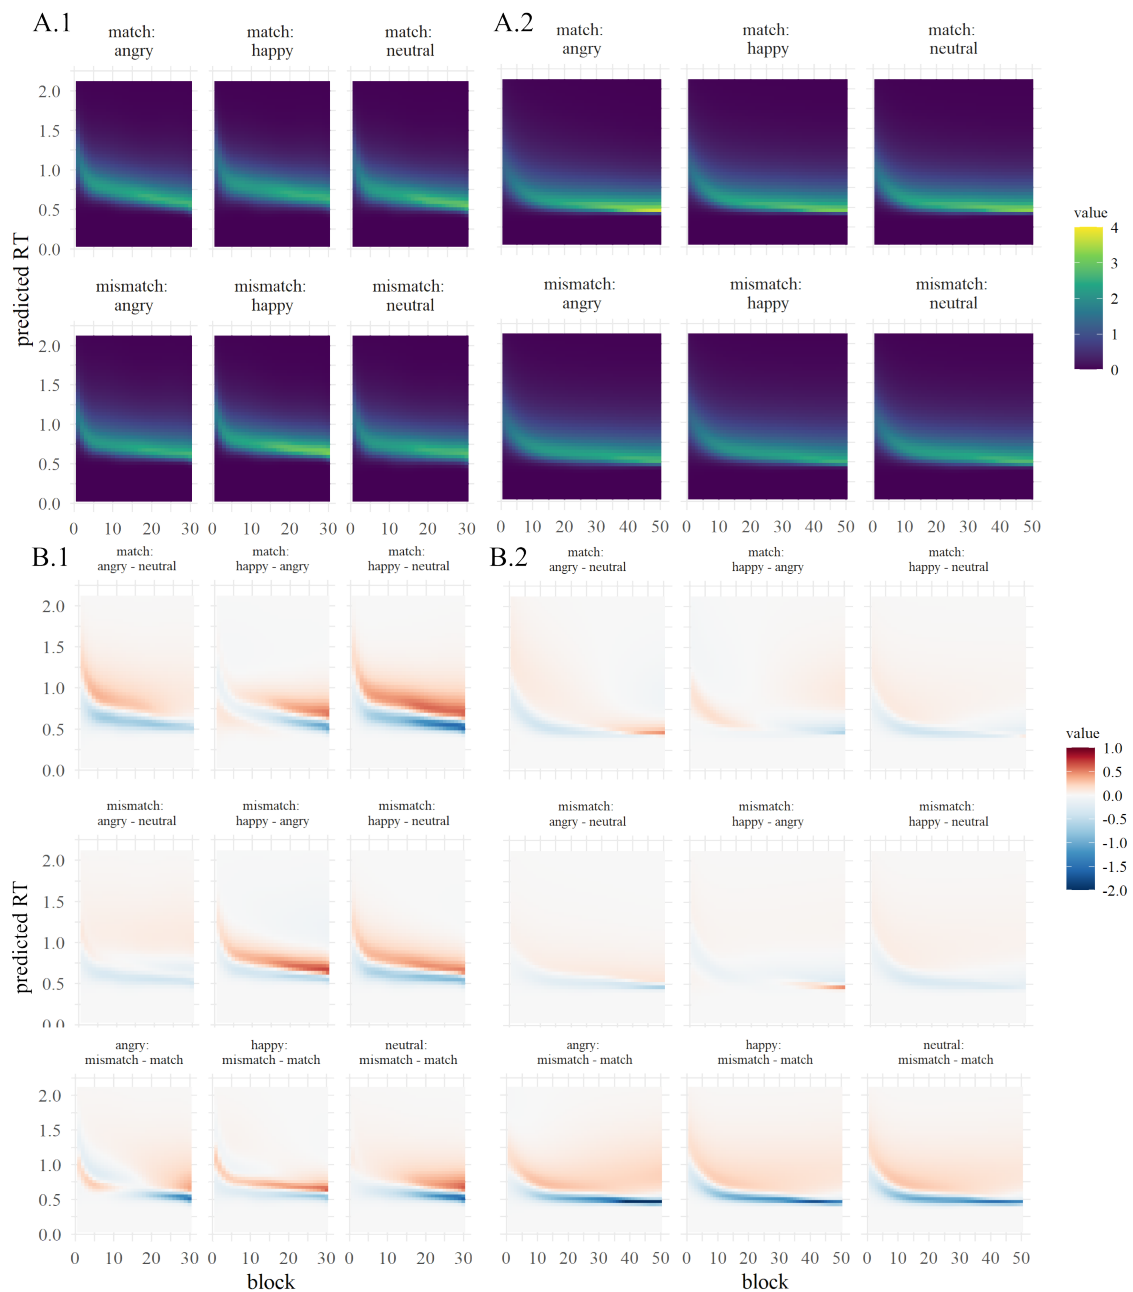 A.1
A.2
match:
angry
match:
happy
match:
neutral
match:
angry
match:
happy
match:
neutral
2.0
1.5
1.0
0.5
0.0
predicted RT
value
4
3
2
1
0
mismatch:
angry
mismatch:
happy
mismatch:
neutral
mismatch:
angry
mismatch:
happy
mismatch:
neutral
2.0
1.5
1.0
0.5
0.0
0 10 20 30
0 10 20 30
0 10 20 30
0 10 20 30 40 50
0 10 20 30 40 50
0 10 20 30 40 50
B.1
B.2
match:
angry - neutral
match:
happy - angry
match:
happy - neutral
match:
angry - neutral
match:
happy - angry
match:
happy - neutral
2.0
1.5
1.0
0.5
0.0
value
1.0
0.5
0.0
-0.5
-1.0
-1.5
-2.0
mismatch:
angry - neutral
mismatch:
happy - angry
mismatch:
happy - neutral
mismatch:
angry - neutral
mismatch:
happy - angry
mismatch:
happy - neutral
predicted RT
2.0
1.5
1.0
0.5
0.0
angry:
mismatch - match
happy:
mismatch - match
neutral:
mismatch - match
angry:
mismatch - match
happy:
mismatch - match
neutral:
mismatch - match
2.0
1.5
1.0
0.5
0.0
0 10 20 30
0 10 20 30
0 10 20 30
0 10 20 30 40 50
0 10 20 30 40 50
0 10 20 30 40 50
block
block